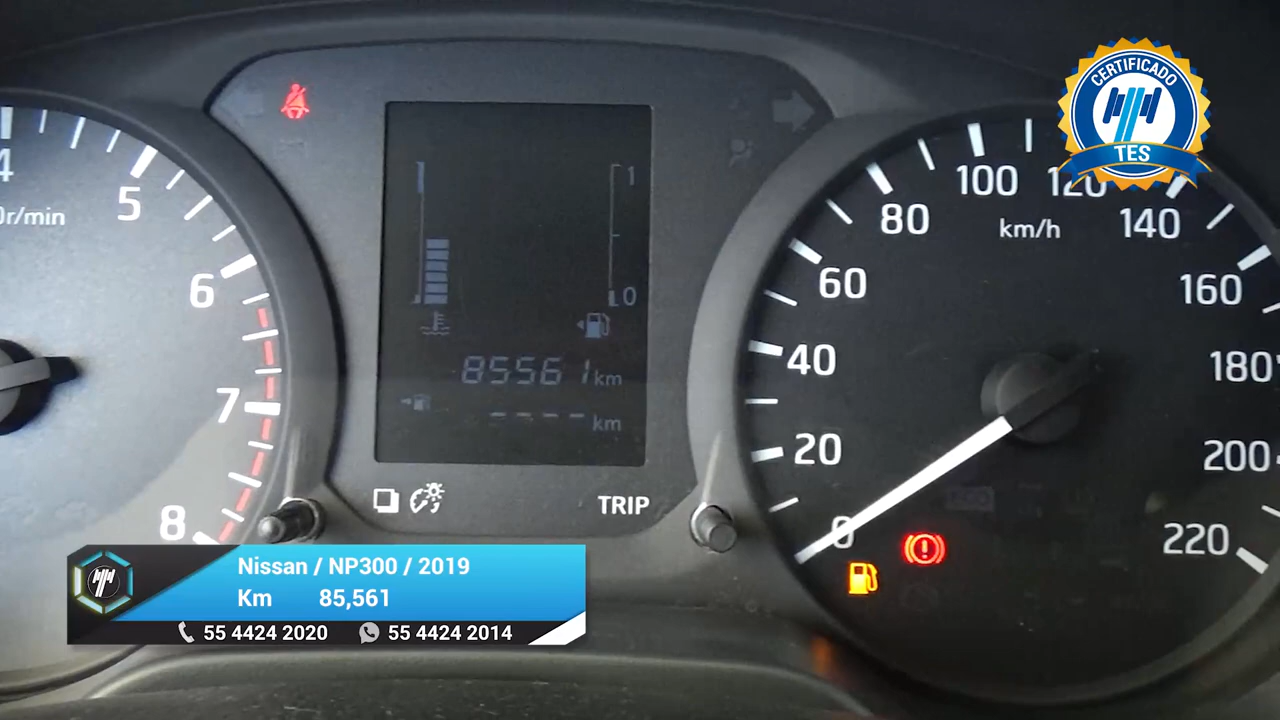 4
5
6
7
8
0r/min
1
0
85561 km
---- km
TRIP
0
20
40
60
80
100
120
140
160
180
200
220
km/h
CERTIFICADO
TES
Nissan / NP300 / 2019
Km 85,561
55 4424 2020 55 4424 2014